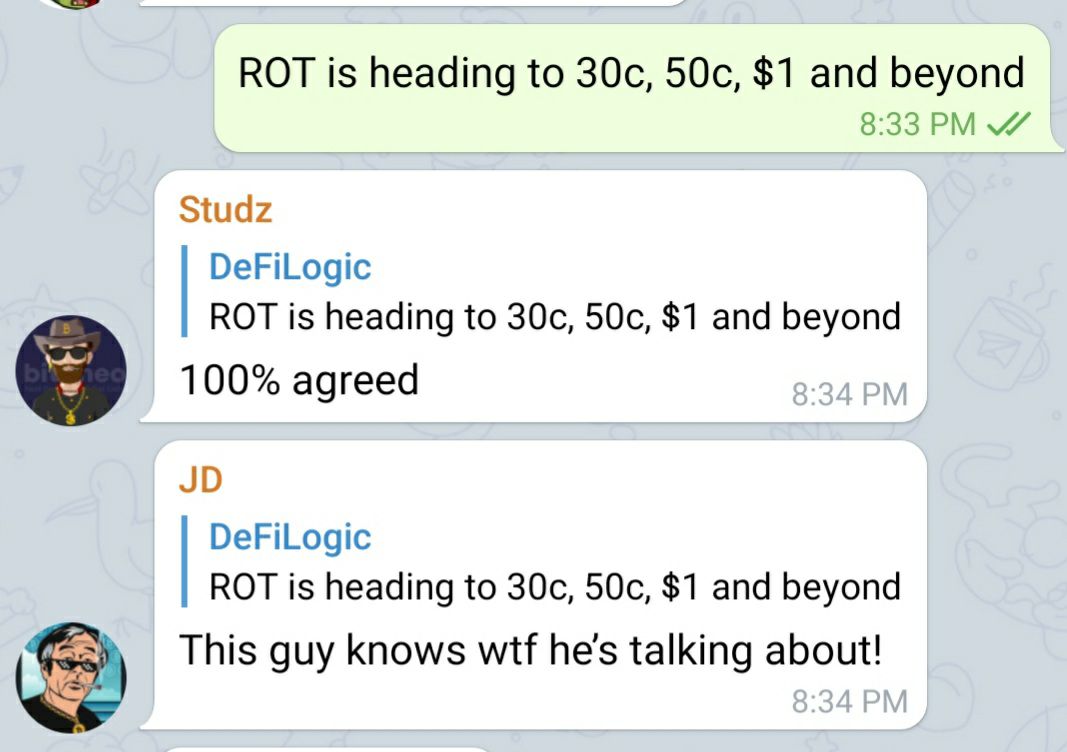 ROT is heading to 30c, 50c, $1 and beyond
8:33 PM
Studz
DeFiLogic
ROT is heading to 30c, 50c, $1 and beyond
100% agreed
8:34 PM
JD
DeFiLogic
ROT is heading to 30c, 50c, $1 and beyond
This guy knows wtf he’s talking about!
8:34 PM